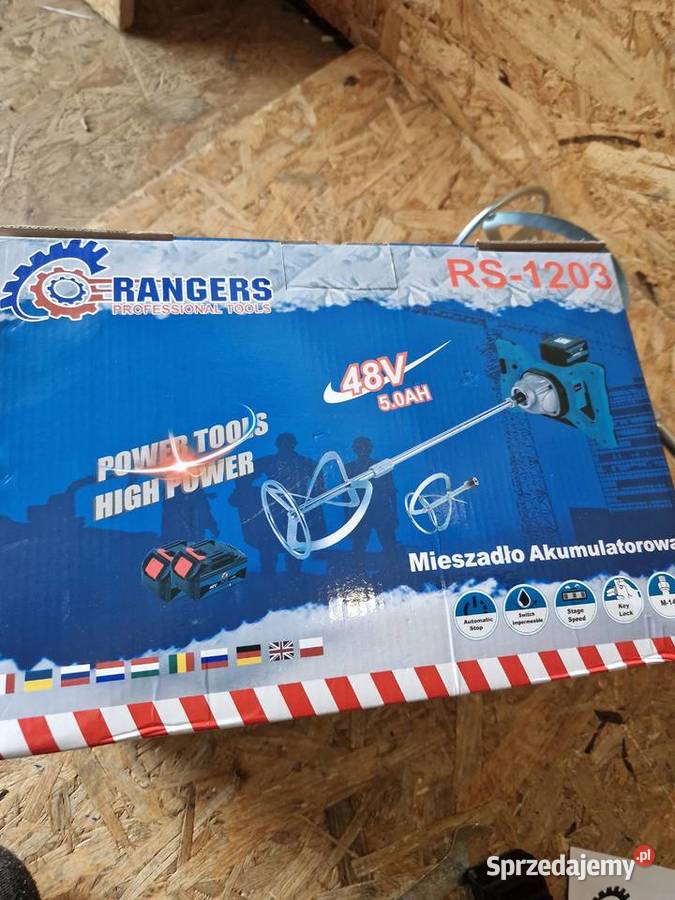 RANGERS
PROFESSIONAL TOOLS
RS-1203
48V
5.0AH
POWER TOOLS
HIGH POWER
Mieszadło Akumulatorowa
Automatic
Stop
Switch
Impermeable
Stage
Speed
Key
Lock
M-14
Sprzedajemy.pl